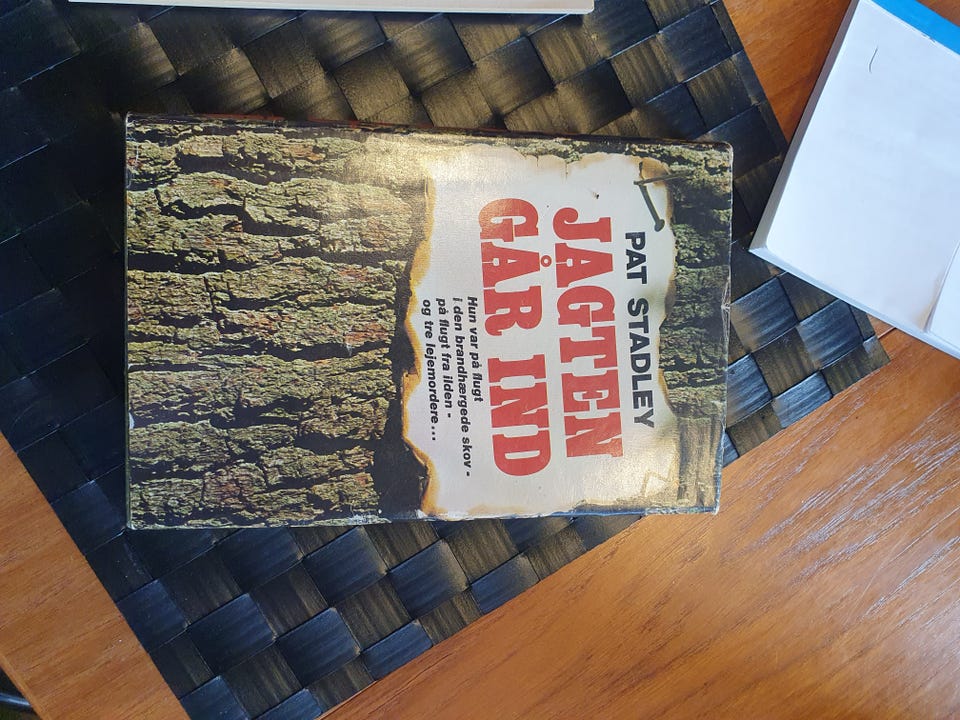 PAT STADLEY
JAGTEN
GÅR IND
Hun var på flugt
i den brandhærgede skov -
på flugt fra ilden -
og tre lejemordere...